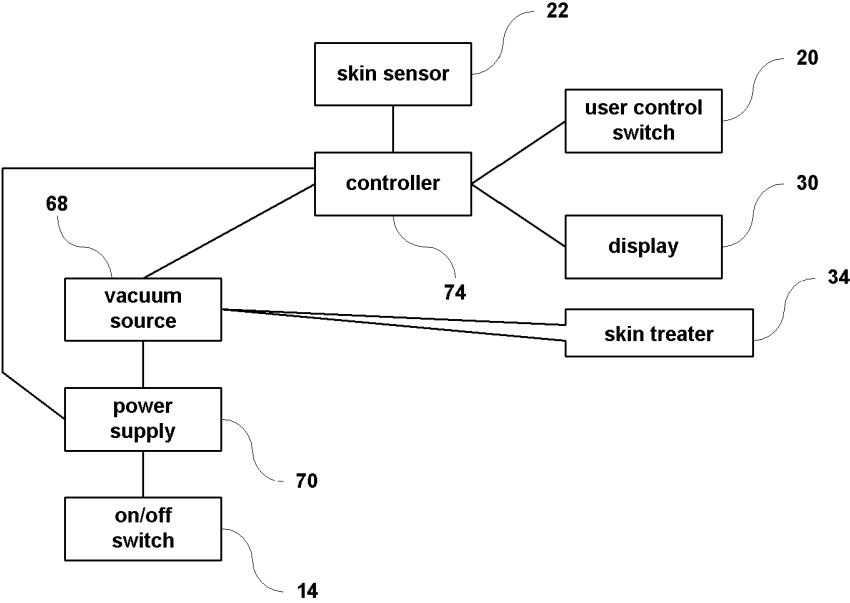 22
skin sensor
20
user control
switch
controller
30
68
display
74
34
vacuum
source
skin treater
power
supply
70
on/off
switch
14